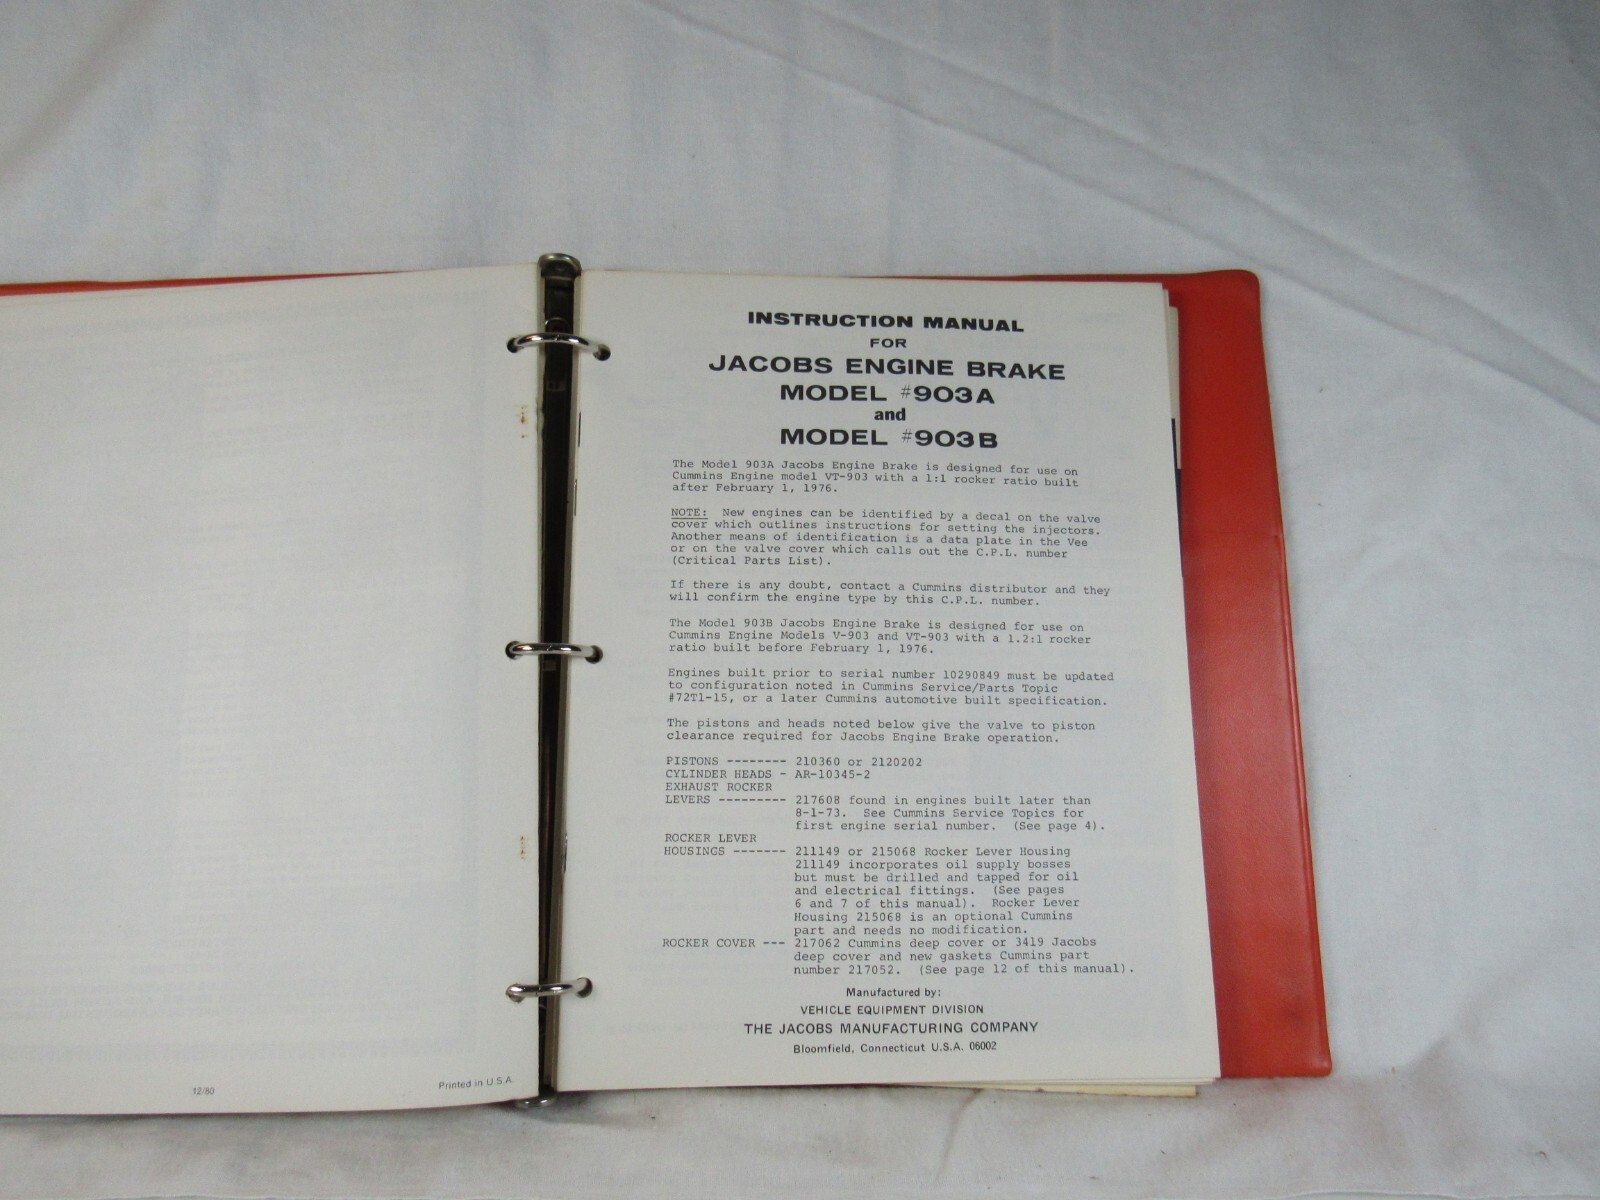 12/80
Printed in U.S.A.
INSTRUCTION MANUAL
FOR
JACOBS ENGINE BRAKE
MODEL #903A
and
MODEL #903B
The Model 903A Jacobs Engine Brake is designed for use on
Cummins Engine model VT-903 with a 1:1 rocker ratio built
after February 1, 1976.
NOTE: New engines can be identified by a decal on the valve
cover which outlines instructions for setting the injectors.
Another means of identification is a data plate in the Vee
or on the valve cover which calls out the C.P.L. number
(Critical Parts List).
If there is any doubt, contact a Cummins distributor and they
will confirm the engine type by this C.P.L. number.
The Model 903B Jacobs Engine Brake is designed for use on
Cummins Engine Models V-903 and VT-903 with a 1.2:1 rocker
ratio built before February 1, 1976.
Engines built prior to serial number 10290849 must be updated
to configuration noted in Cummins Service/Parts Topic
#72T1-15, or a later Cummins automotive built specification.
The pistons and heads noted below give the valve to piston
clearance required for Jacobs Engine Brake operation.
PISTONS -------- 210360 or 2120202
CYLINDER HEADS - AR-10345-2
EXHAUST ROCKER
LEVERS --------- 217608 found in engines built later than
8-1-73. See Cummins Service Topics for
first engine serial number. (See page 4).
ROCKER LEVER
HOUSINGS ------- 211149 or 215068 Rocker Lever Housing
211149 incorporates oil supply bosses
but must be drilled and tapped for oil
and electrical fittings. (See pages
6 and 7 of this manual). Rocker Lever
Housing 215068 is an optional Cummins
part and needs no modification.
ROCKER COVER --- 217062 Cummins deep cover or 3419 Jacobs
deep cover and new gaskets Cummins part
number 217052. (See page 12 of this manual).
Manufactured by:
VEHICLE EQUIPMENT DIVISION
THE JACOBS MANUFACTURING COMPANY
Bloomfield, Connecticut U.S.A. 06002